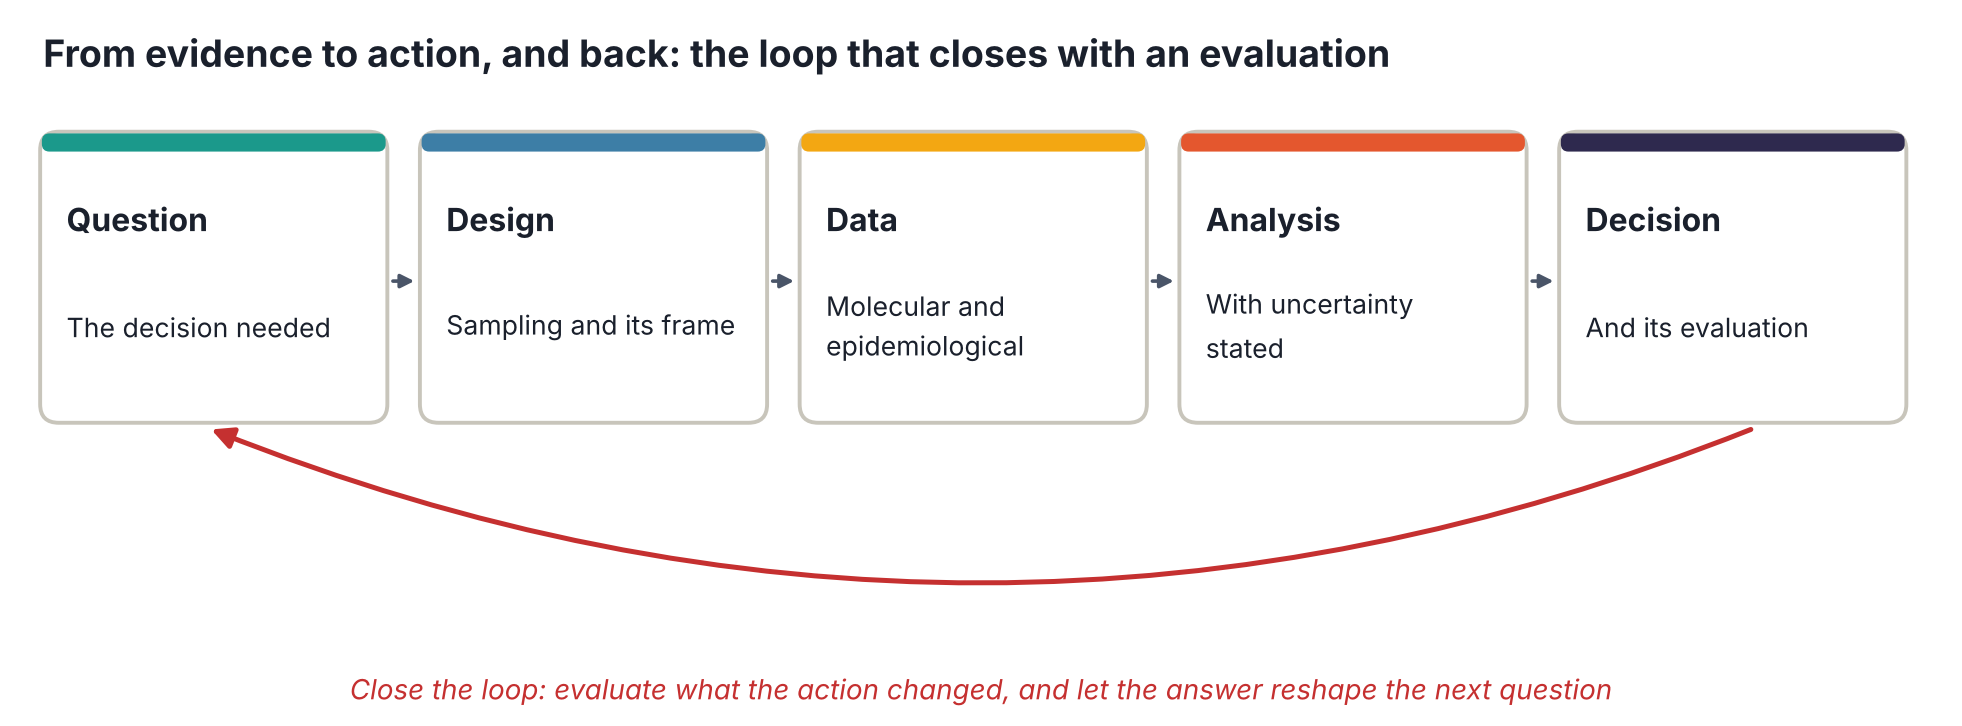 From evidence to action, and back: the loop that closes with an evaluation
Question
The decision needed
Design
Sampling and its frame
Data
Molecular and
epidemiological
Analysis
With uncertainty
stated
Decision
And its evaluation
Close the loop: evaluate what the action changed, and let the answer reshape the next question